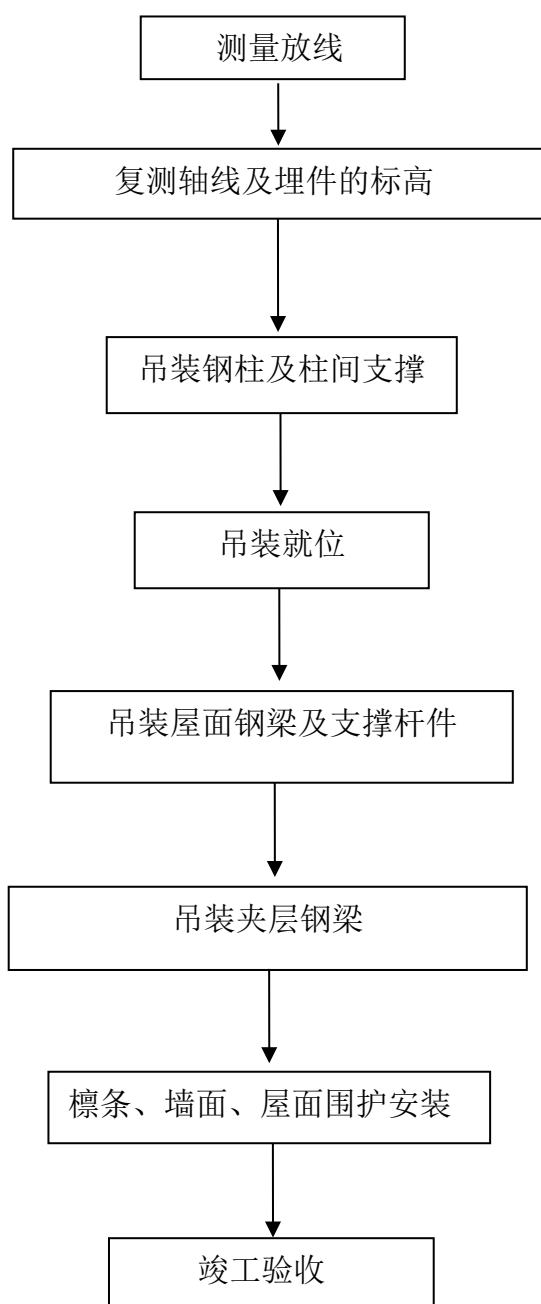 测量放线
复测轴线及埋件的标高
吊装钢柱及柱间支撑
吊装就位
吊装屋面钢梁及支撑杆件
吊装夹层钢梁
檩条、墙面、屋面围护安装
竣工验收